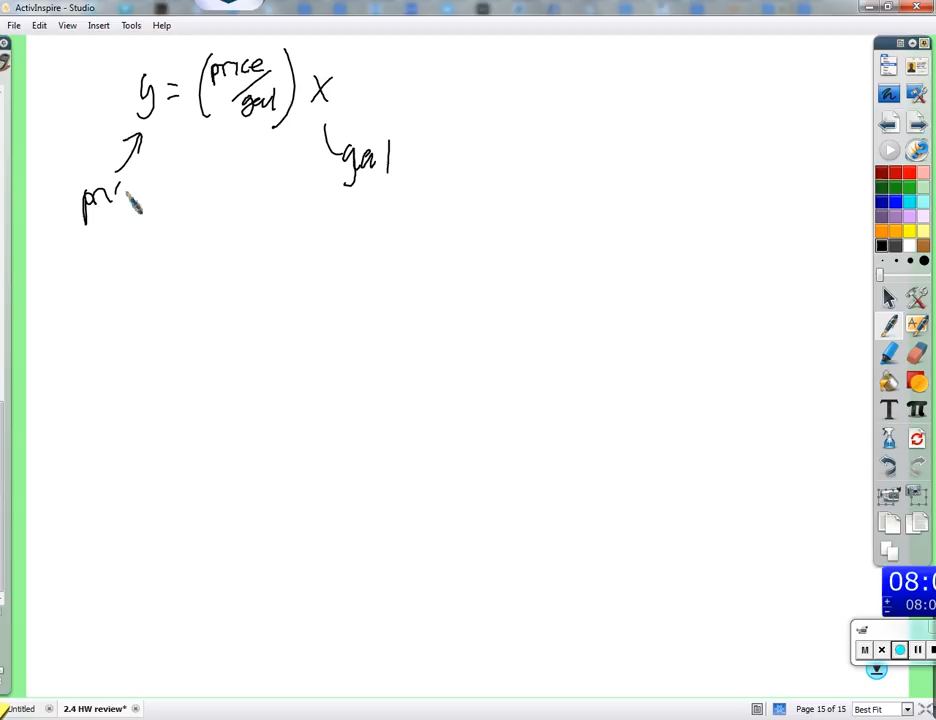 ActivInspire - Studio
File Edit View Insert Tools Help
y = (price/gal) x
gal
pri
08:0
08:0
M
Untitled
2.4 HW review*
Page 15 of 15
Best Fit